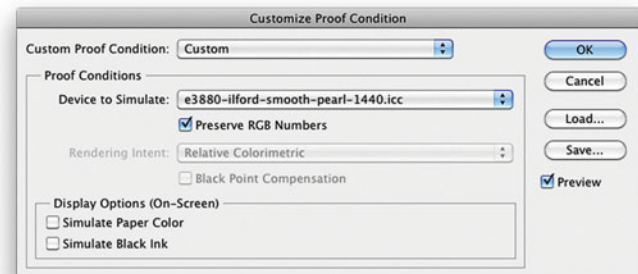 Customize Proof Condition
Custom Proof Condition: Custom
OK
Proof Conditions
Cancel
Device to Simulate: e3880-ilford-smooth-pearl-1440.icc
Preserve RGB Numbers
Load...
Rendering Intent: Relative Colorimetric
Save...
Black Point Compensation
Preview
Display Options (On-Screen)
Simulate Paper Color
Simulate Black Ink